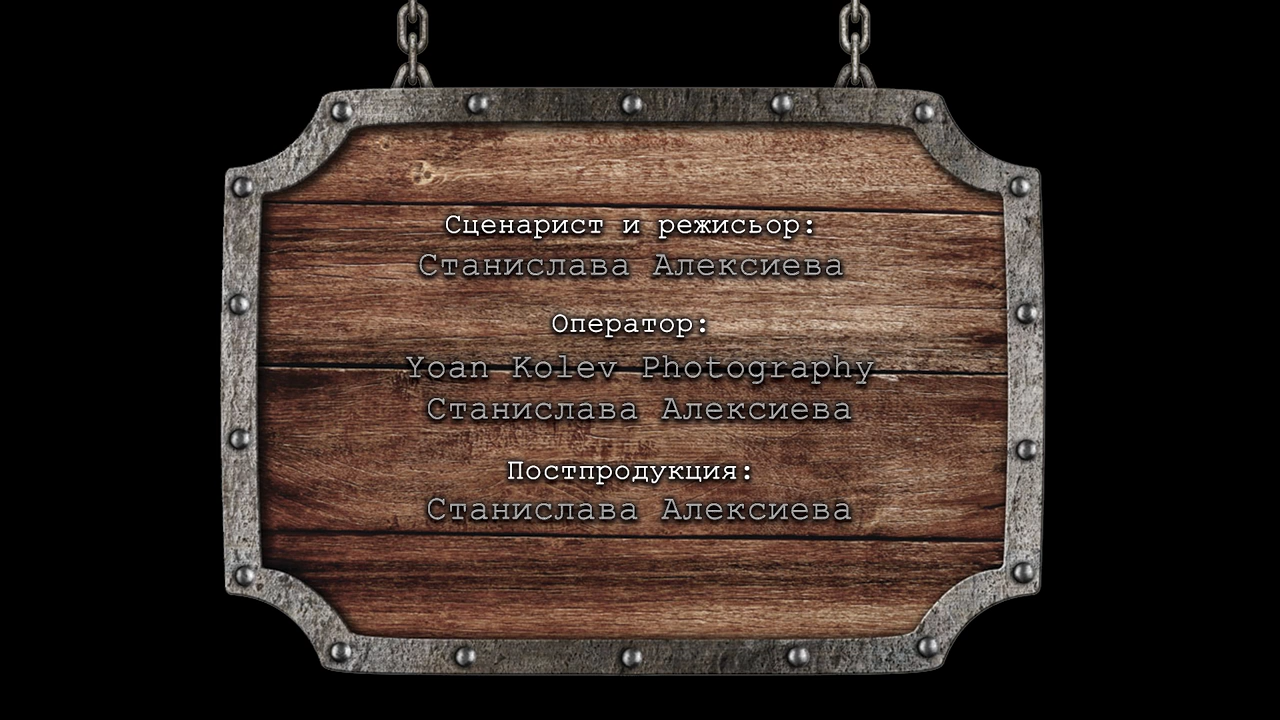 Сценарист и режисьор:
Станислава Алексиева
Оператор:
Yoan Kolev Photography
Станислава Алексиева
Постпродукция:
Станислава Алексиева